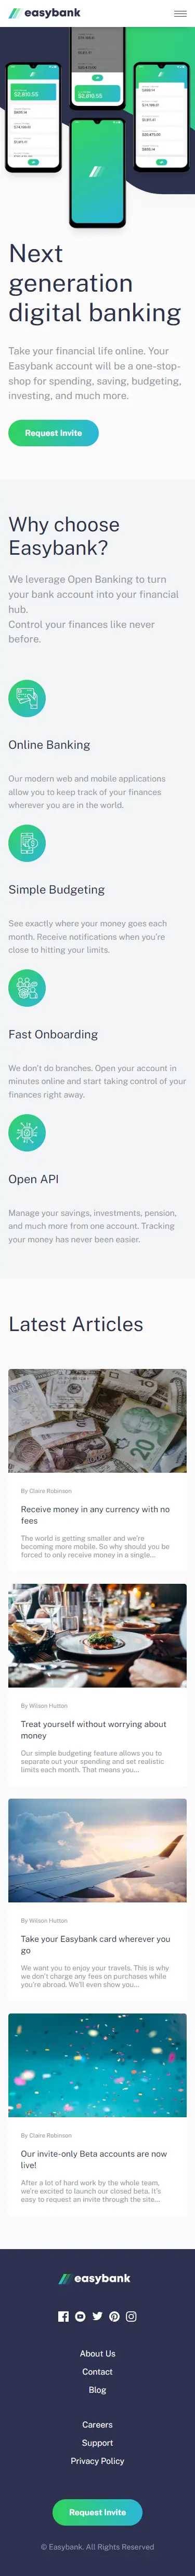 easybank
Next
generation
digital banking
Take your financial life online. Your
Easybank account will be a one-stop-
shop for spending, saving, budgeting,
investing, and much more.
Request Invite
Why choose
Easybank?
We leverage Open Banking to turn
your bank account into your financial
hub.
Control your finances like never
before.
Online Banking
Our modern web and mobile applications
allow you to keep track of your finances
wherever you are in the world.
Simple Budgeting
See exactly where your money goes each
month. Receive notifications when you're
close to hitting your limits.
Fast Onboarding
We don't do branches. Open your account in
minutes online and start taking control of your
finances right away.
Open API
Manage your savings, investments, pension,
and much more from one account. Tracking
your money has never been easier.
Latest Articles
By Claire Robinson
Receive money in any currency with no
fees
The world is getting smaller and we're
becoming more mobile. So why should you be
forced to only receive money in a single...
By Wilson Hutton
Treat yourself without worrying about
money
Our simple budgeting feature allows you to
separate out your spending and set realistic
limits each month. That means you...
By Wilson Hutton
Take your Easybank card wherever you
go
We want you to enjoy your travels. This is why
we don't charge any fees on purchases while
you're abroad. We'll even show you...
By Claire Robinson
Our invite-only Beta accounts are now
live!
After a lot of hard work by the whole team,
we're excited to launch our closed beta. It's
easy to request an invite through the site...
easybank
About Us
Contact
Blog
Careers
Support
Privacy Policy
Request Invite
© Easybank. All Rights Reserved